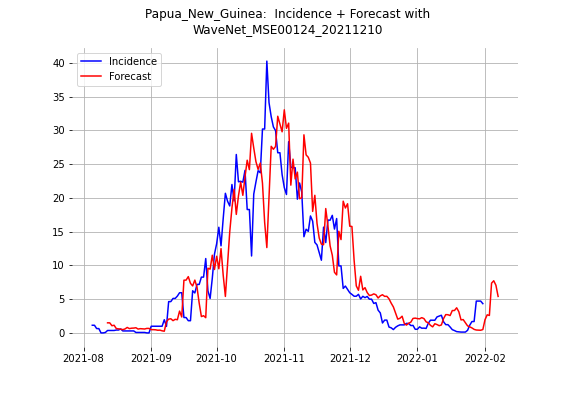 Papua_New_Guinea:  Incidence + Forecast with
WaveNet_MSE00124_20211210
Incidence
Forecast
40
35
30
25
20
15
10
5
0
2021-08 2021-09 2021-10 2021-11 2021-12 2022-01 2022-02